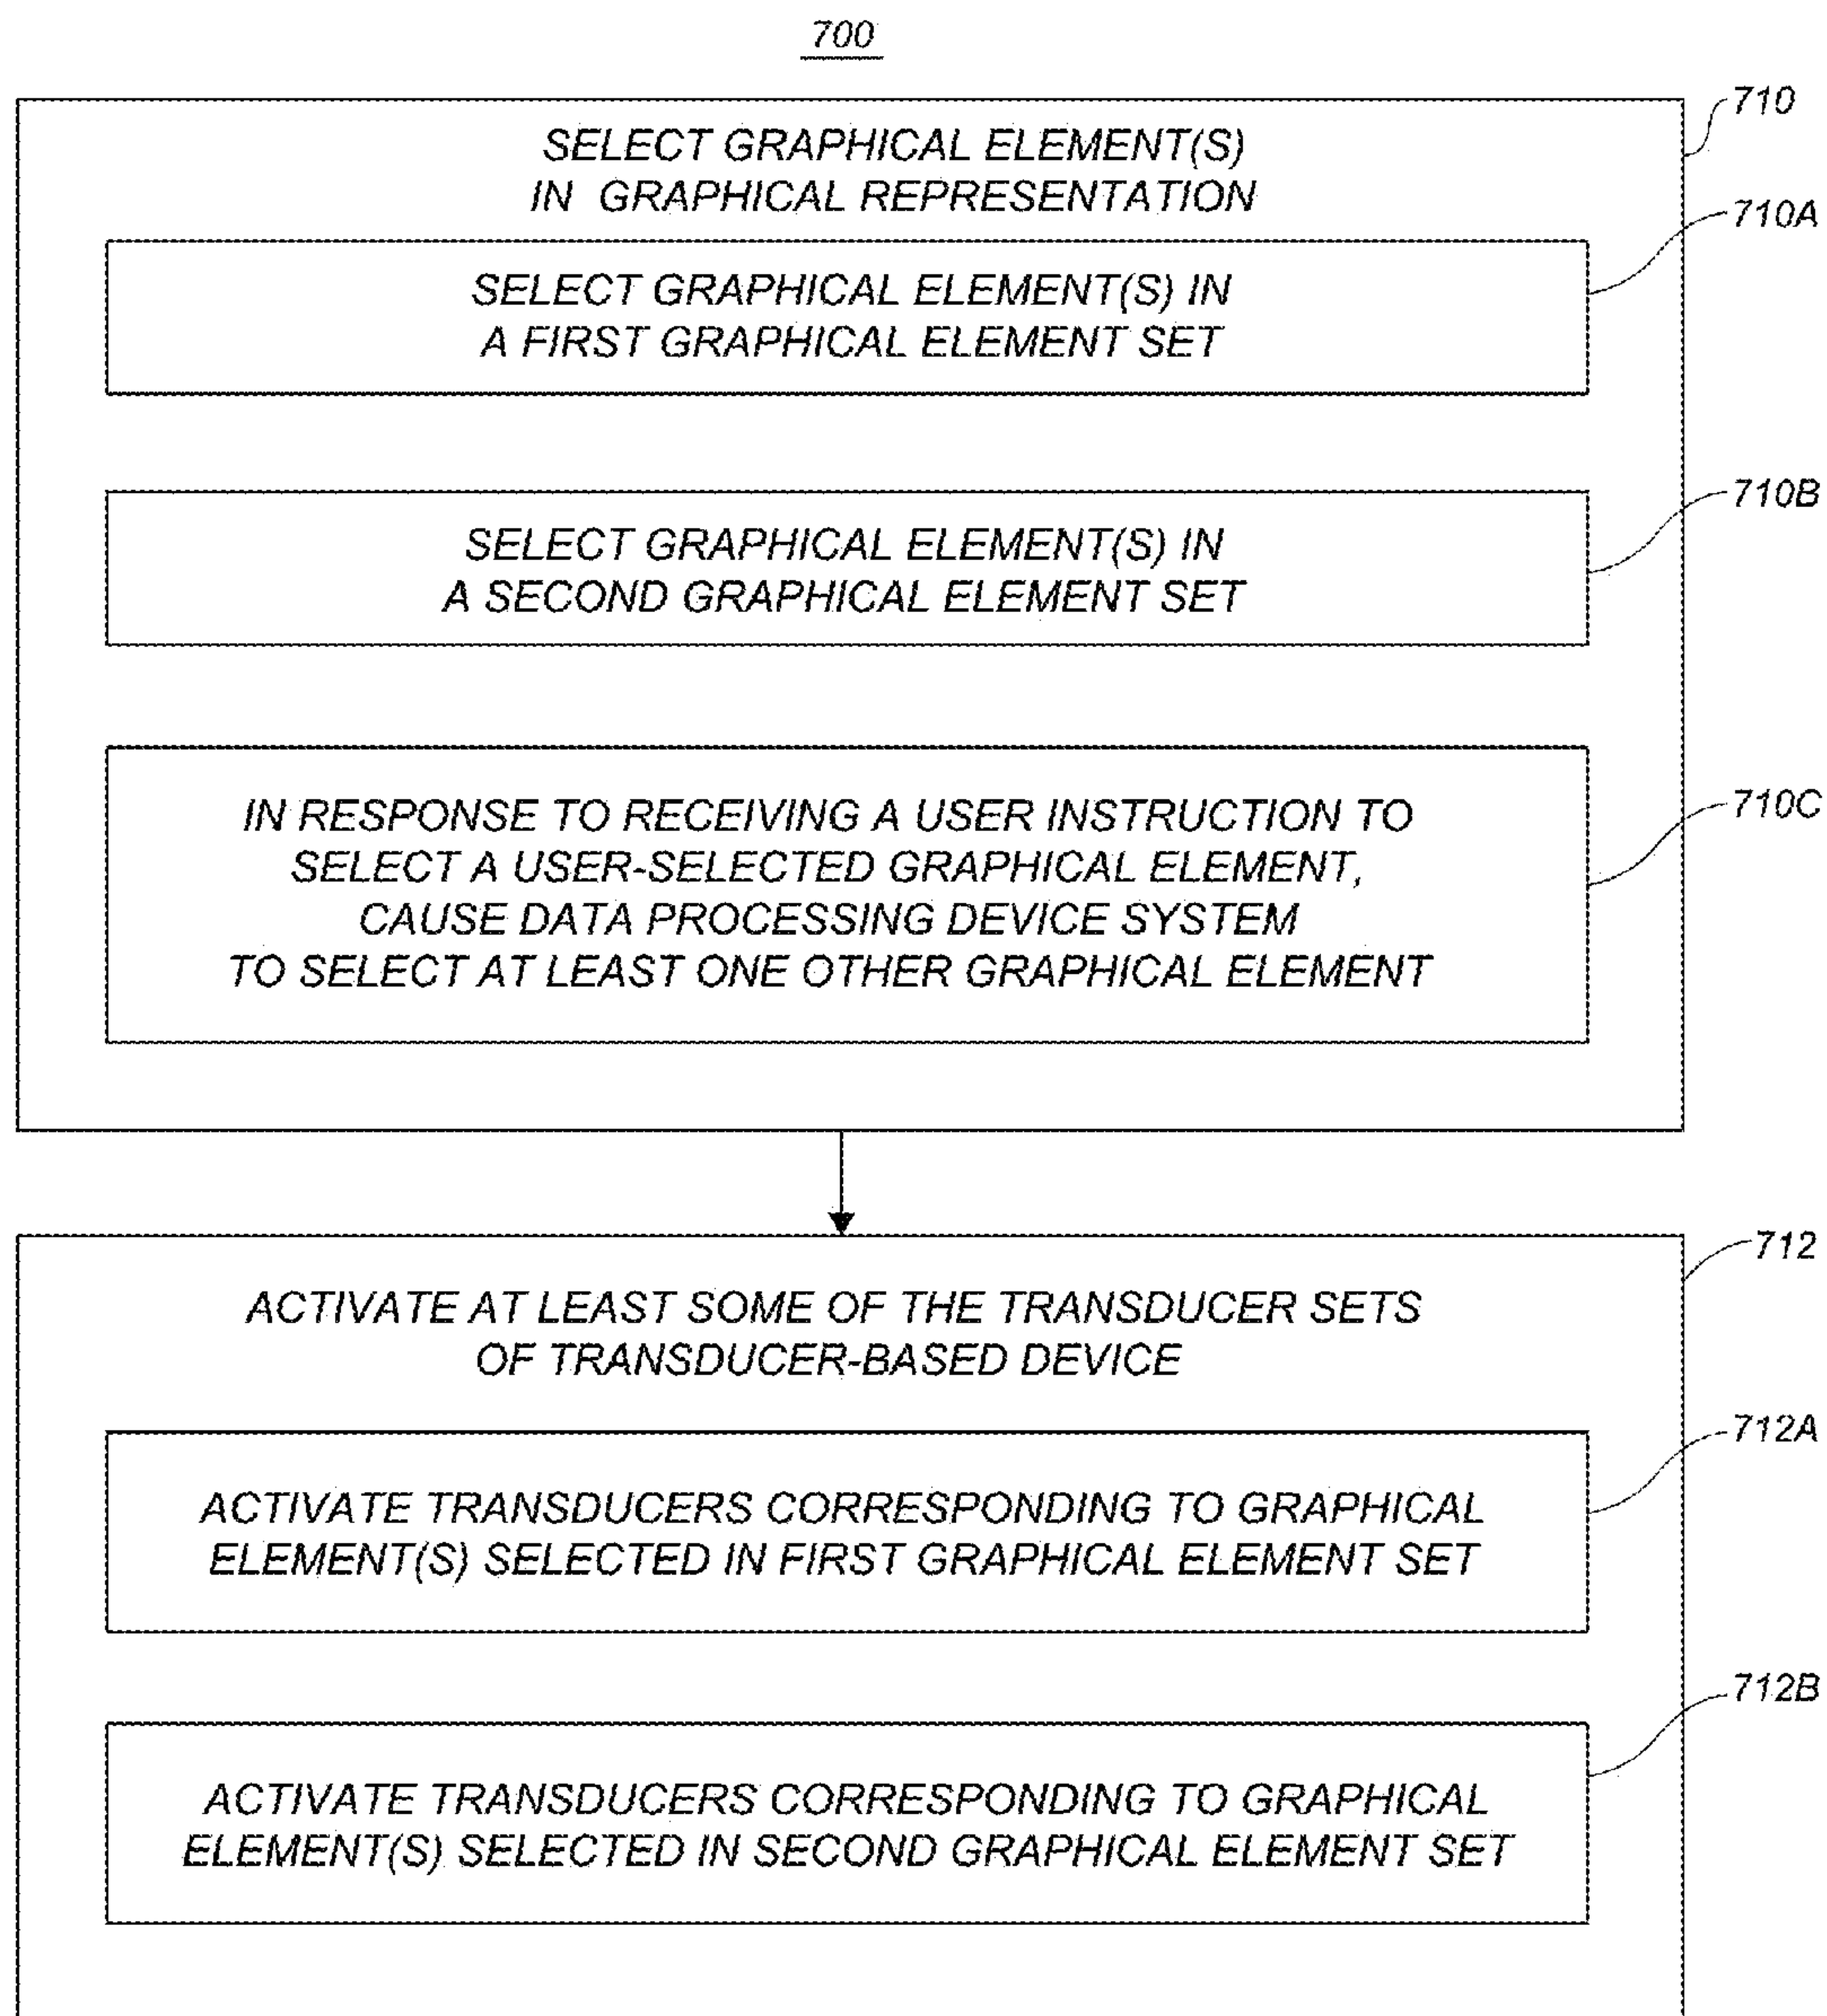 700
710
SELECT GRAPHICAL ELEMENT(S)
IN GRAPHICAL REPRESENTATION
710A
SELECT GRAPHICAL ELEMENT(S) IN
A FIRST GRAPHICAL ELEMENT SET
710B
SELECT GRAPHICAL ELEMENT(S) IN
A SECOND GRAPHICAL ELEMENT SET
710C
IN RESPONSE TO RECEIVING A USER INSTRUCTION TO
SELECT A USER-SELECTED GRAPHICAL ELEMENT,
CAUSE DATA PROCESSING DEVICE SYSTEM
TO SELECT AT LEAST ONE OTHER GRAPHICAL ELEMENT
712
ACTIVATE AT LEAST SOME OF THE TRANSDUCER SETS
OF TRANSDUCER-BASED DEVICE
712A
ACTIVATE TRANSDUCERS CORRESPONDING TO GRAPHICAL
ELEMENT(S) SELECTED IN FIRST GRAPHICAL ELEMENT SET
712B
ACTIVATE TRANSDUCERS CORRESPONDING TO GRAPHICAL
ELEMENT(S) SELECTED IN SECOND GRAPHICAL ELEMENT SET